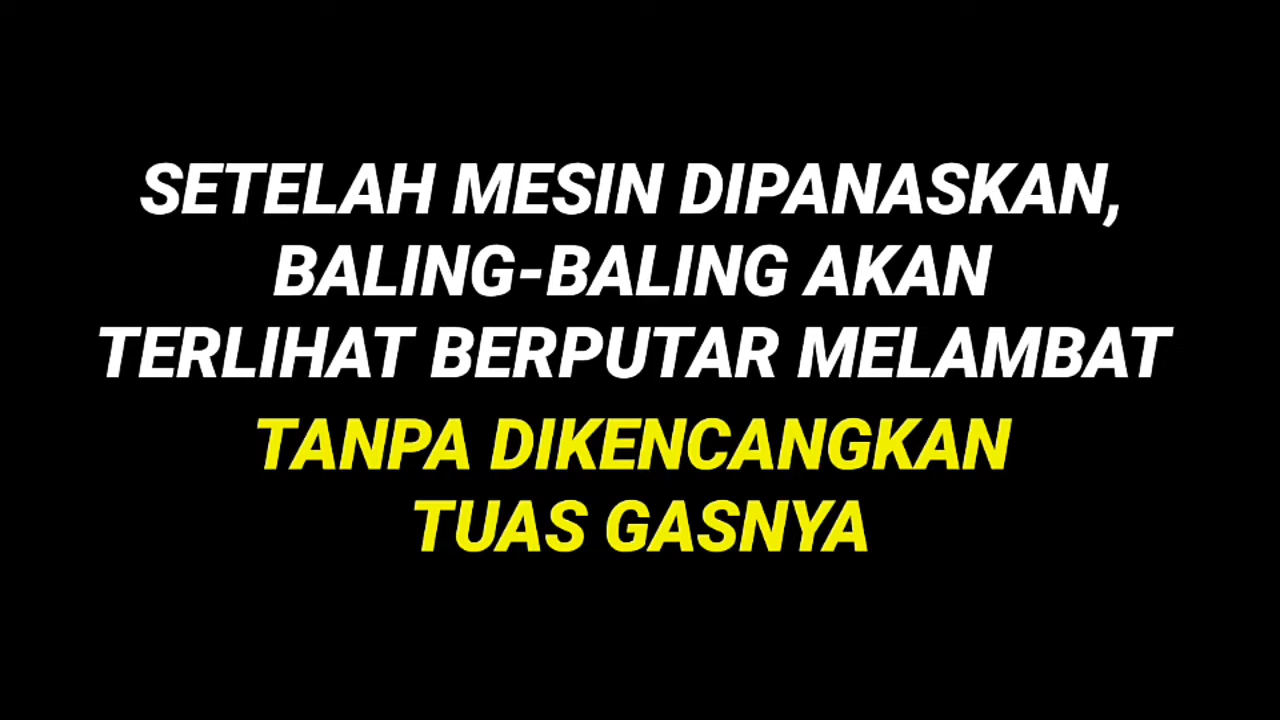 SETELAH MESIN DIPANASKAN,
BALING-BALING AKAN
TERLIHAT BERPUTAR MELAMBAT
TANPA DIKENCANGKAN
TUAS GASNYA